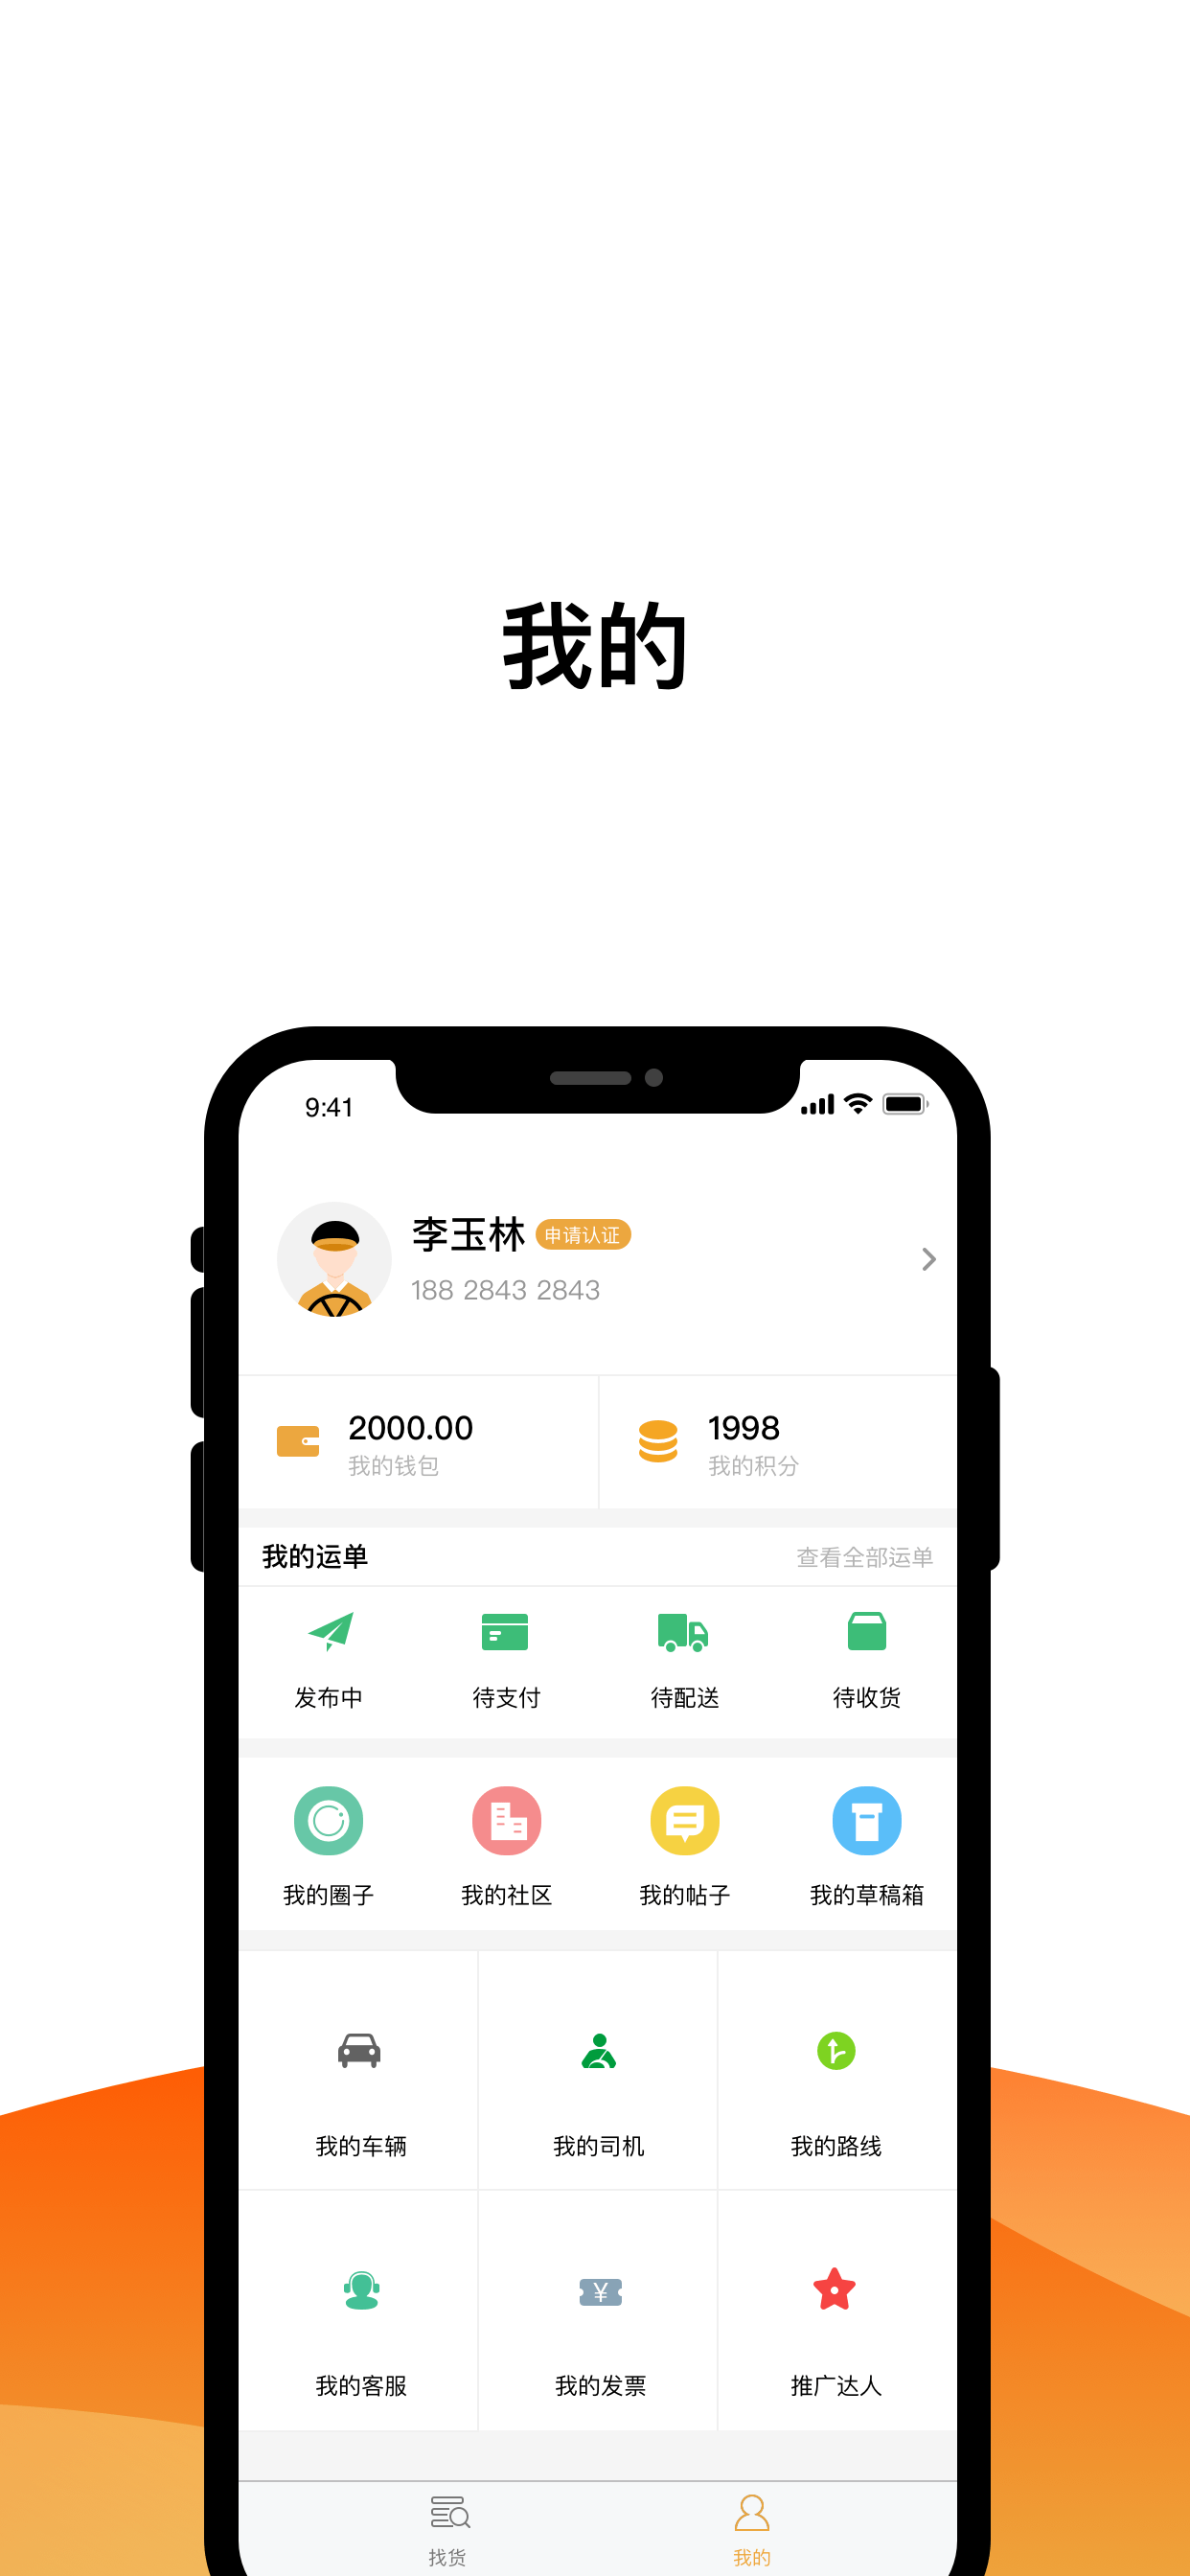 我的
9:41
李玉林 申请认证
188 2843 2843
2000.00 1998
我的钱包 我的积分
我的运单 查看全部运单
发布中 待支付 待配送 待收货
我的圈子 我的社区 我的帖子 我的草稿箱
我的车辆 我的司机 我的路线
¥
我的客服 我的发票 推广达人
找货 我的